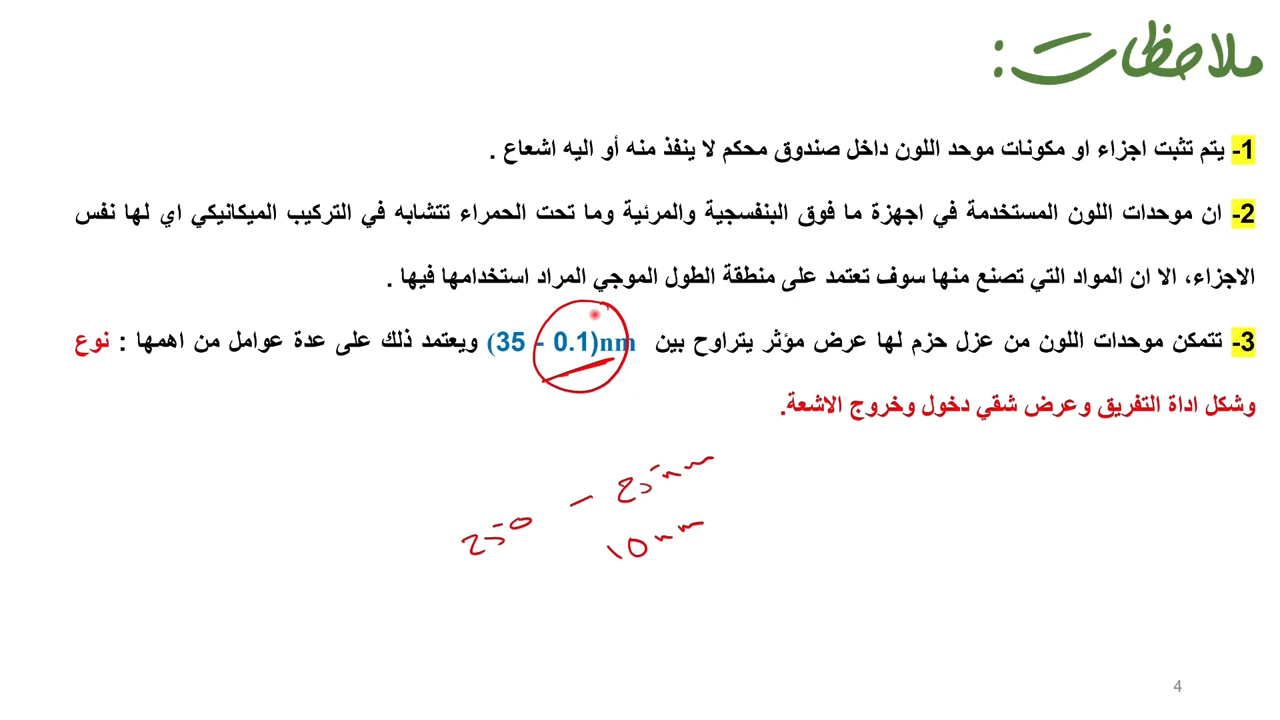 ملاحظات:
1- يتم تثبت اجزاء او مكونات موحد اللون داخل صندوق محكم لا ينفذ منه أو اليه اشعاع .
2- ان موحدات اللون المستخدمة في اجهزة ما فوق البنفسجية والمرئية وما تحت الحمراء تتشابه في التركيب الميكانيكي اي لها نفس
الاجزاء، الا ان المواد التي تصنع منها سوف تعتمد على منطقة الطول الموجي المراد استخدامها فيها .
3- تتمكن موحدات اللون من عزل حزم لها عرض مؤثر يتراوح بين (35 - 0.1)nm ويعتمد ذلك على عدة عوامل من اهمها : نوع
وشكل اداة التفريق وعرض شقي دخول وخروج الاشعة.
250 – 25 nm
10 nm
4